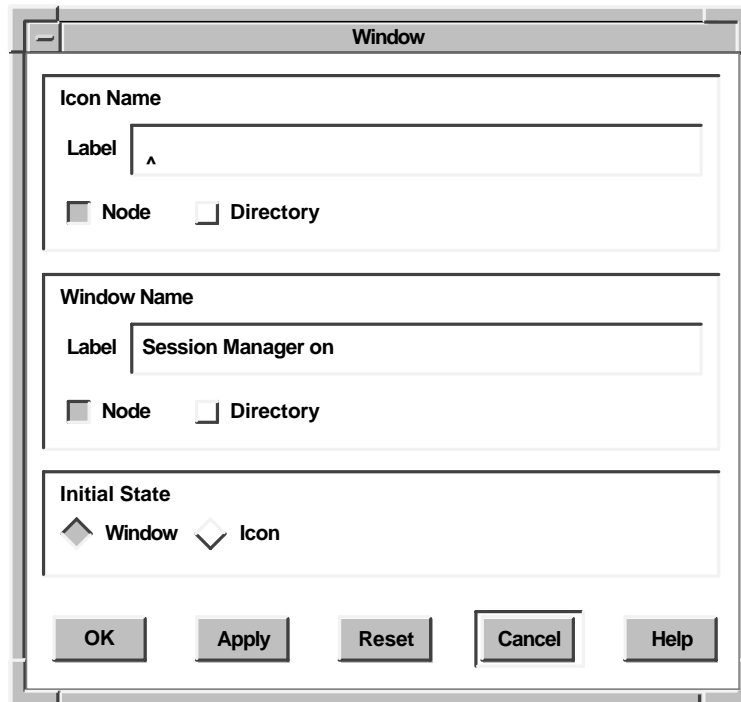 Window
Icon Name
Label ^
Node Directory
Window Name
Label Session Manager on
Node Directory
Initial State
Window Icon
OK Apply Reset Cancel Help